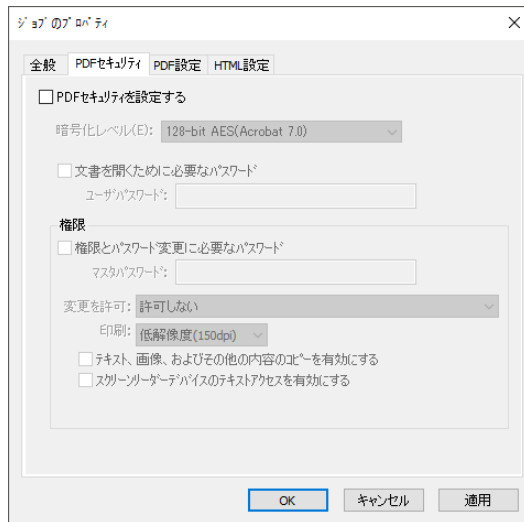 ジョブのプロパティ
全般 PDFセキュリティ PDF設定 HTML設定
PDFセキュリティを設定する
暗号化レベル(E): 128-bit AES(Acrobat 7.0)
文書を開くために必要なパスワード
ユーザパスワード:
権限
権限とパスワード変更に必要なパスワード
マスタパスワード:
変更を許可: 許可しない
印刷: 低解像度(150dpi)
テキスト、画像、およびその他の内容のコピーを有効にする
スクリーンリーダーデバイスのテキストアクセスを有効にする
OK キャンセル 適用